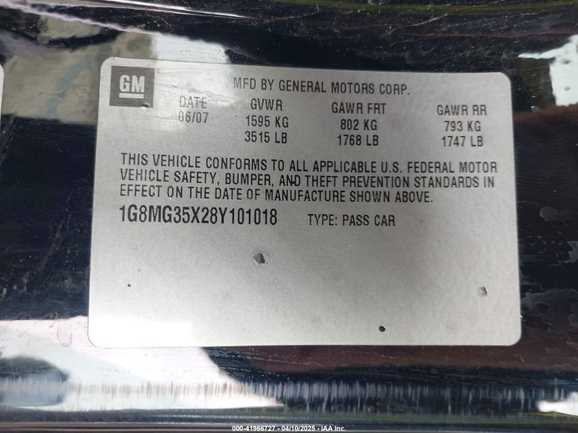 GM
MFD BY GENERAL MOTORS CORP.
DATE GVWR GAWR FRT GAWR RR
06/07 1595 KG 802 KG 793 KG
3515 LB 1768 LB 1747 LB
THIS VEHICLE CONFORMS TO ALL APPLICABLE U.S. FEDERAL MOTOR
VEHICLE SAFETY, BUMPER, AND THEFT PREVENTION STANDARDS IN
EFFECT ON THE DATE OF MANUFACTURE SHOWN ABOVE.
1G8MG35X28Y101018 TYPE: PASS CAR
000-41966727 - 04/10/2025 - IAA Inc.